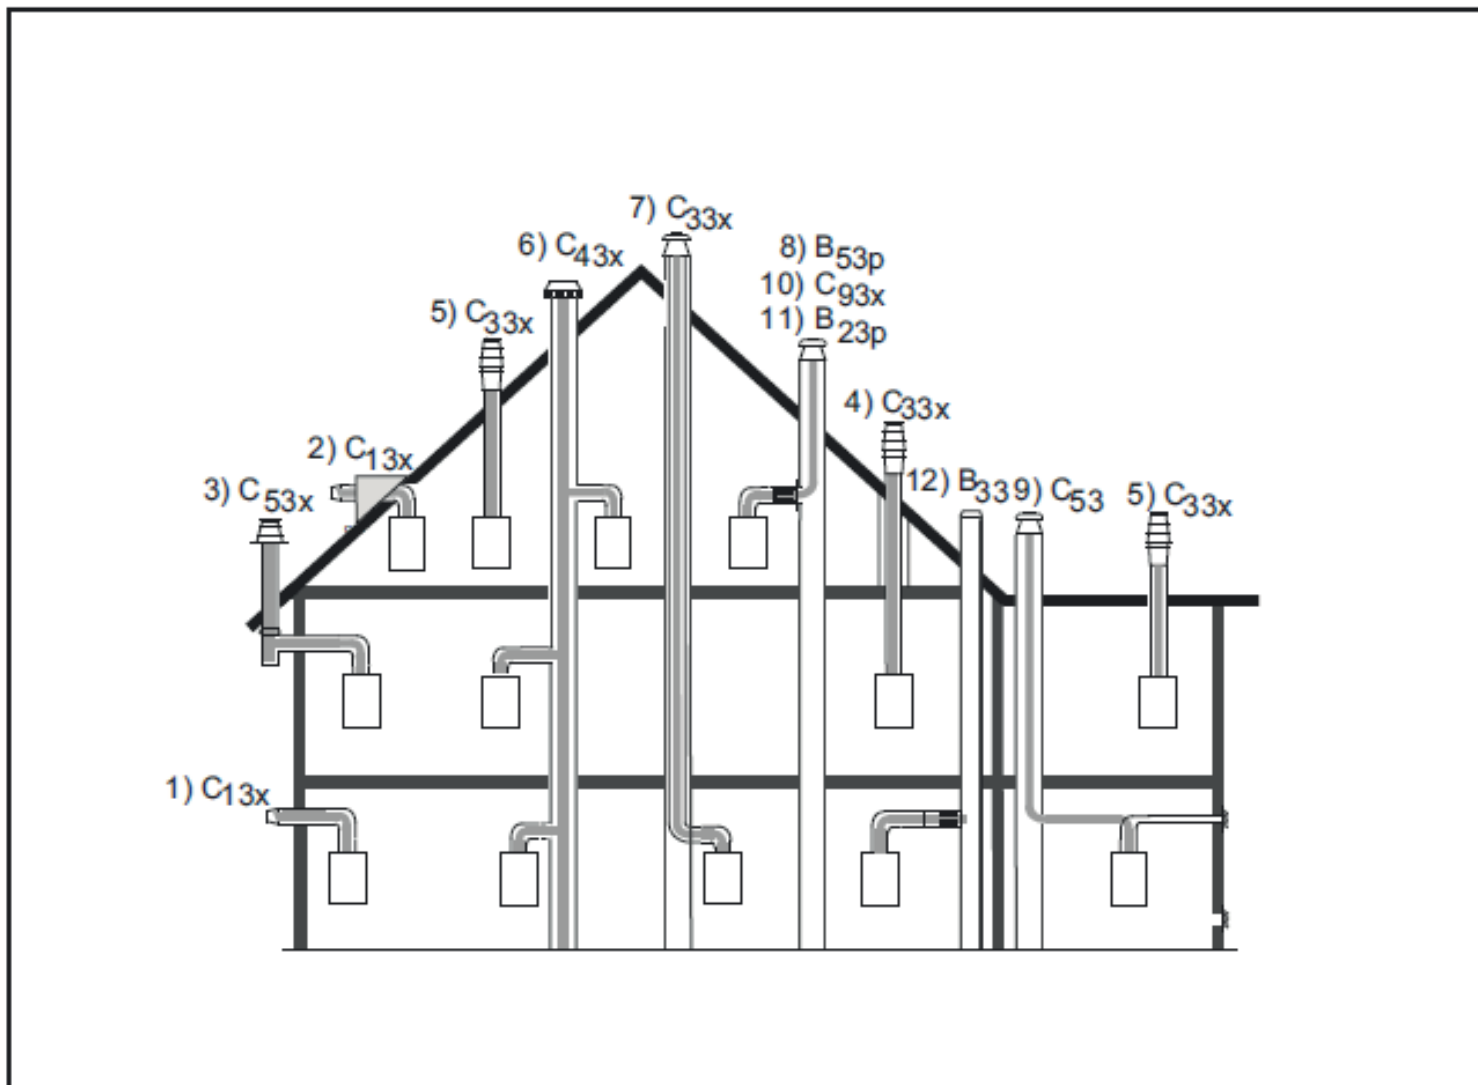 7) C33x
6) C43x
8) B53p
10) C93x
11) B23p
5) C33x
4) C33x
2) C13x
3) C53x
12) B33
9) C53
5) C33x
1) C13x